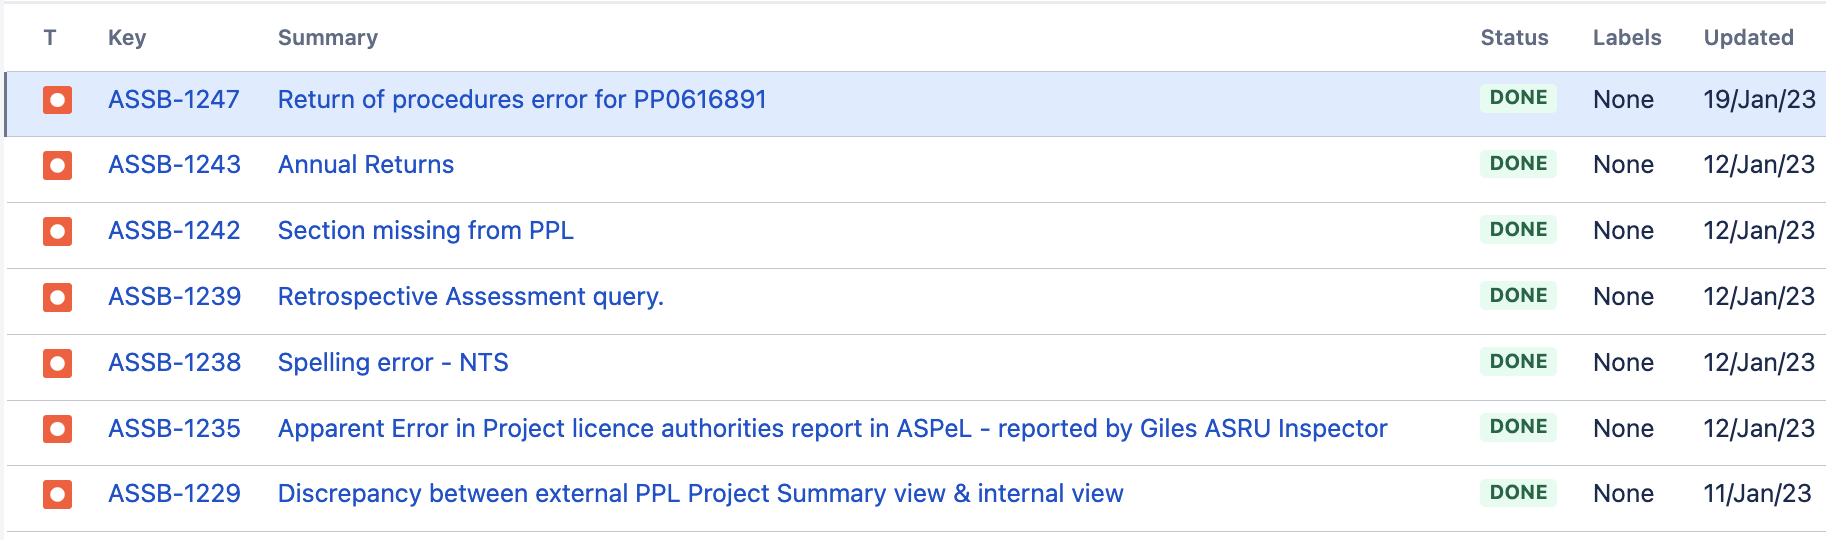 T Key Summary Status Labels Updated
ASSB-1247 Return of procedures error for PP0616891 DONE None 19/Jan/23
ASSB-1243 Annual Returns DONE None 12/Jan/23
ASSB-1242 Section missing from PPL DONE None 12/Jan/23
ASSB-1239 Retrospective Assessment query. DONE None 12/Jan/23
ASSB-1238 Spelling error - NTS DONE None 12/Jan/23
ASSB-1235 Apparent Error in Project licence authorities report in ASPeL - reported by Giles ASRU Inspector DONE None 12/Jan/23
ASSB-1229 Discrepancy between external PPL Project Summary view & internal view DONE None 11/Jan/23